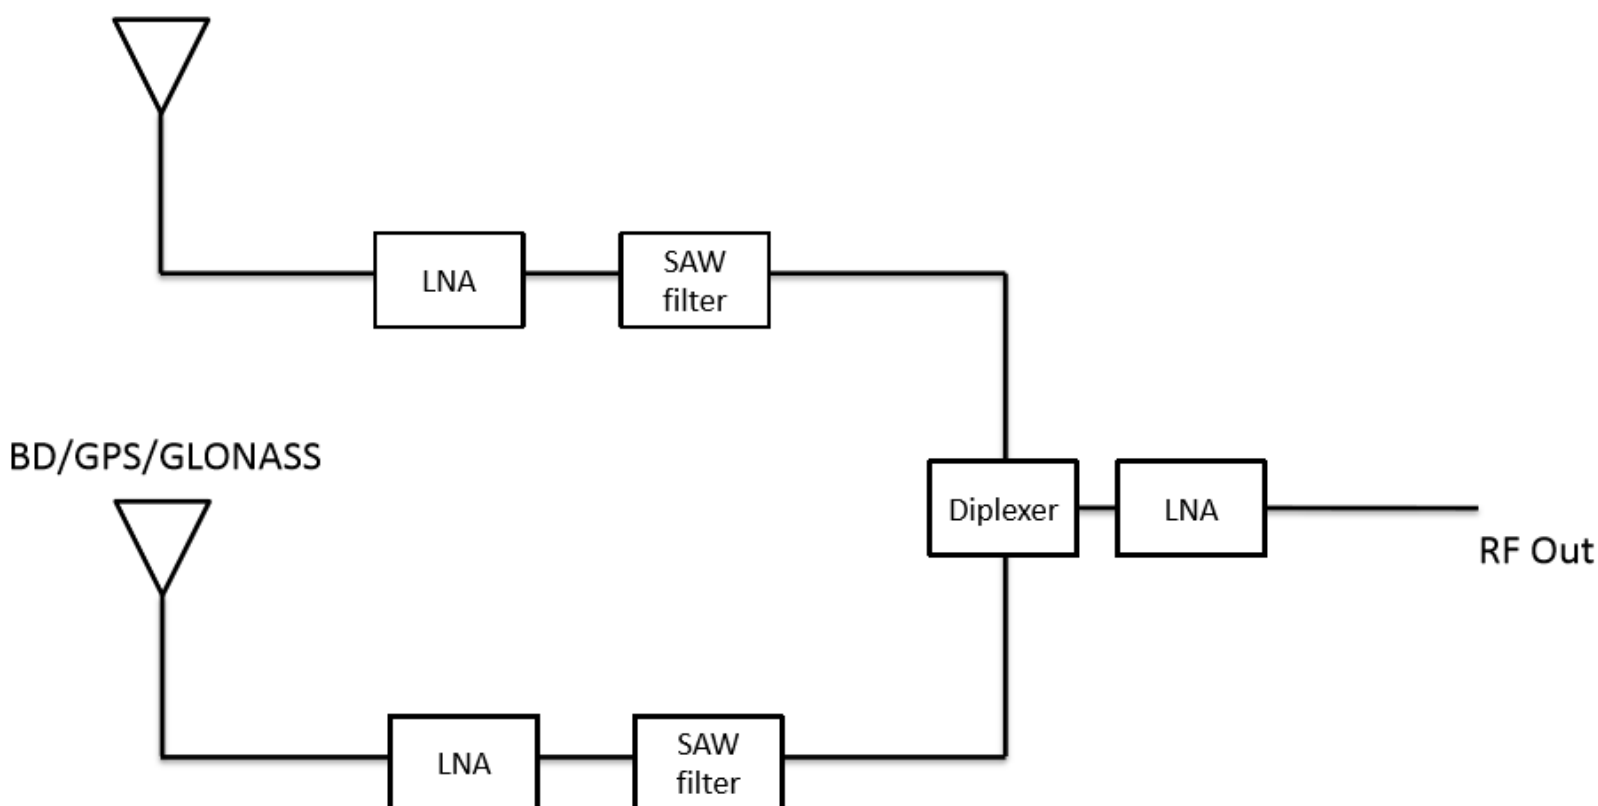 LNA
SAW
filter
BD/GPS/GLONASS
Diplexer
LNA
RF Out
LNA
SAW
filter